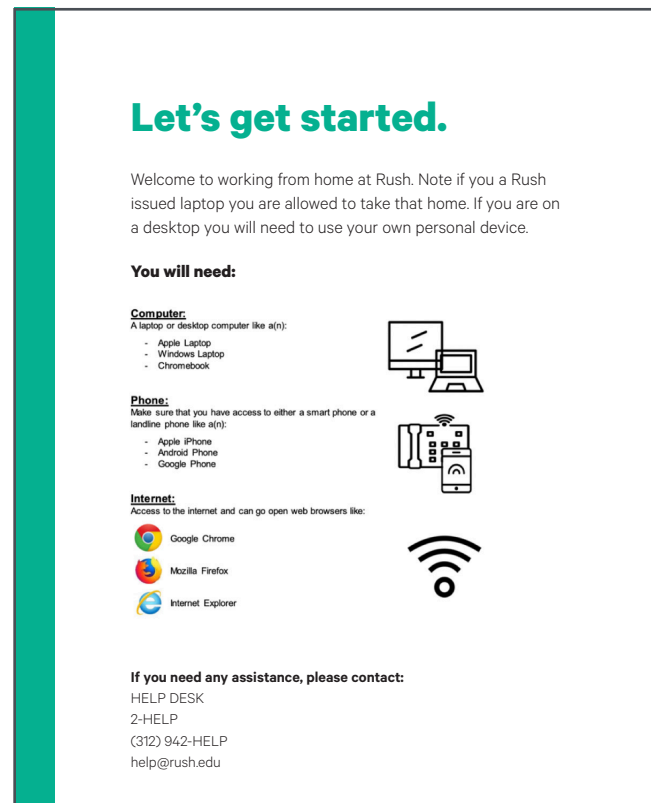 Let's get started.
Welcome to working from home at Rush. Note if you a Rush
issued laptop you are allowed to take that home. If you are on
a desktop you will need to use your own personal device.
You will need:
Computer:
A laptop or desktop computer like a(n):
- Apple Laptop
- Windows Laptop
- Chromebook
Phone:
Make sure that you have access to either a smart phone or a
landline phone like a(n):
- Apple iPhone
- Android Phone
- Google Phone
Internet:
Access to the internet and can go open web browsers like:
Google Chrome
Mozilla Firefox
Internet Explorer
If you need any assistance, please contact:
HELP DESK
2-HELP
(312) 942-HELP
help@rush.edu